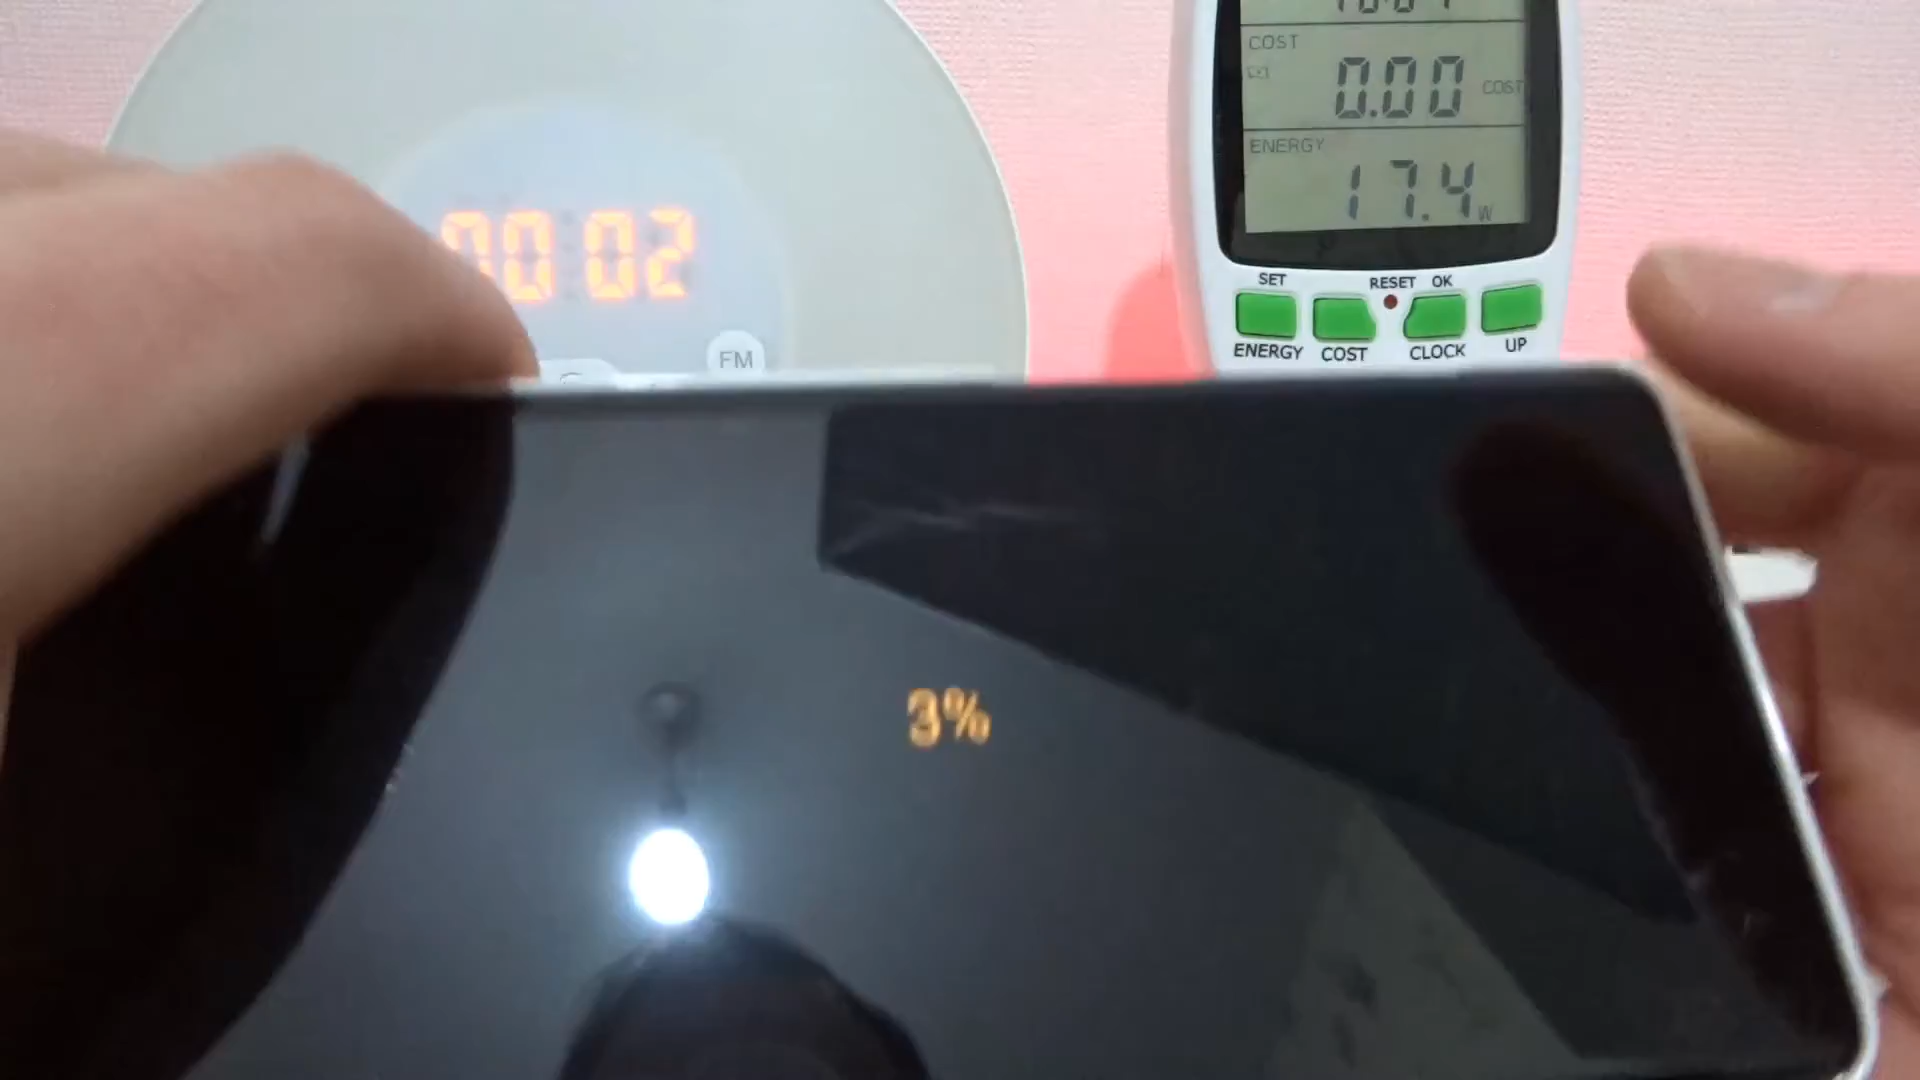 COST
0.00 COST
ENERGY
17.4 W
00:02
FM
SET RESET OK
ENERGY COST CLOCK UP
3%